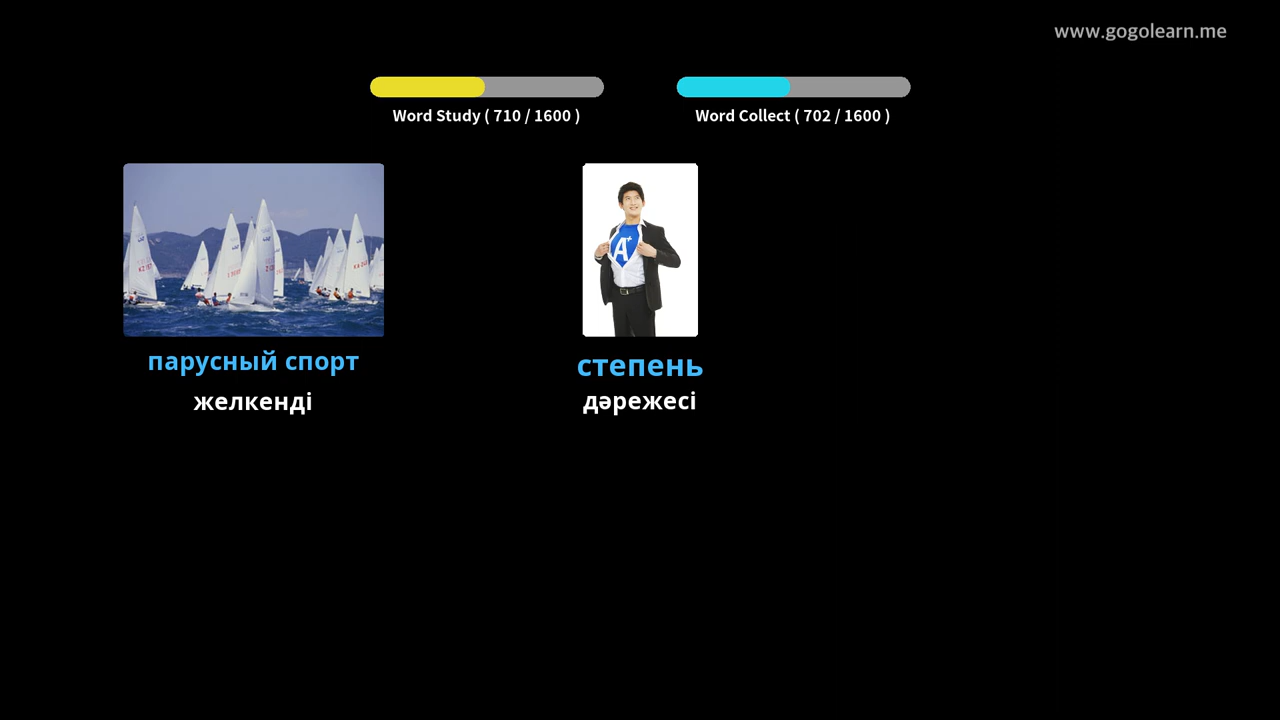 www.gogolearn.me
Word Study ( 710 / 1600 )
Word Collect ( 702 / 1600 )
A+
парусный спорт
желкенді
степень
дәрежесі